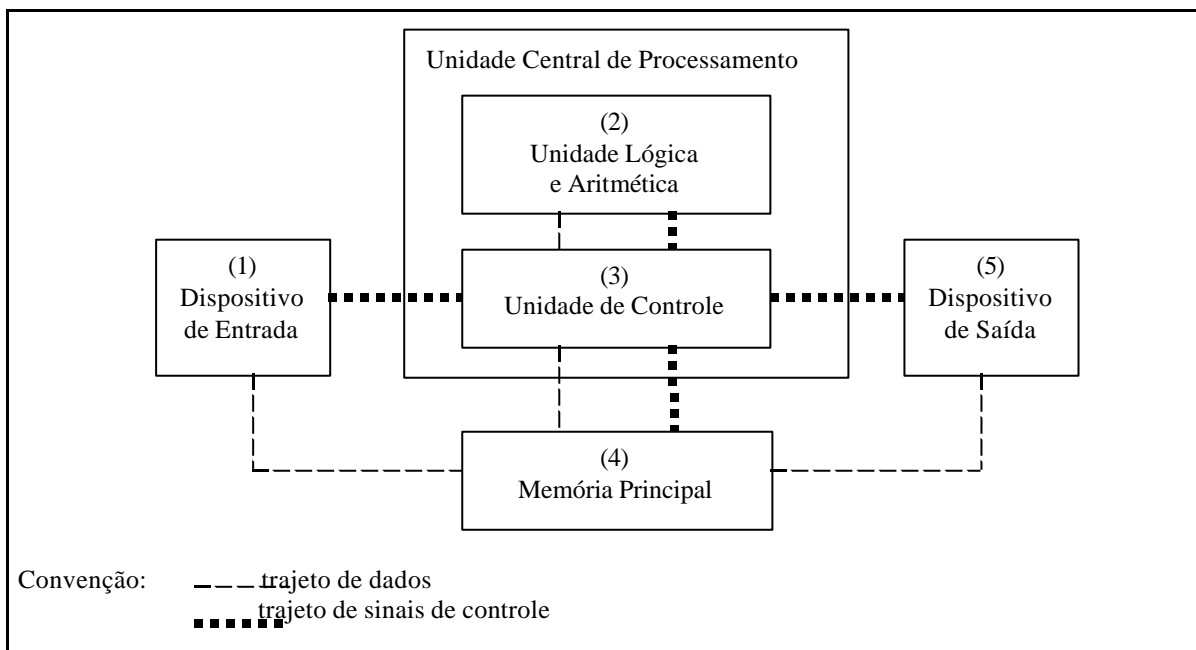 Unidade Central de Processamento
(2)
Unidade Lógica
e Aritmética
(1)
Dispositivo
de Entrada
(3)
Unidade de Controle
(5)
Dispositivo
de Saída
(4)
Memória Principal
Convenção: trajeto de dados
trajeto de sinais de controle